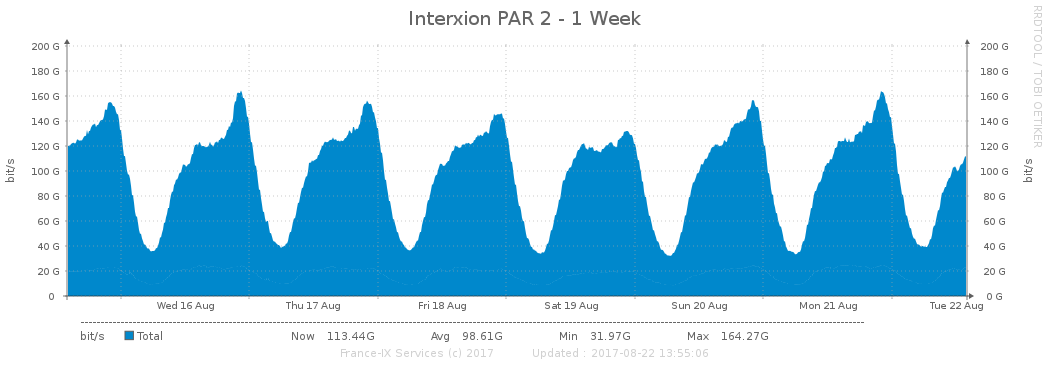 Interxion PAR 2 - 1 Week
RRDTOOL / TOBI OETIKER
bit/s
200 G 200 G
180 G 180 G
160 G 160 G
140 G 140 G
120 G 120 G
100 G 100 G
80 G 80 G
60 G 60 G
40 G 40 G
20 G 20 G
0 0 G
bit/s
Wed 16 Aug Thu 17 Aug Fri 18 Aug Sat 19 Aug Sun 20 Aug Mon 21 Aug Tue 22 Aug
bit/s Total Now 113.44G Avg 98.61G Min 31.97G Max 164.27G
France-IX Services (c) 2017 Updated : 2017-08-22 13:55:06